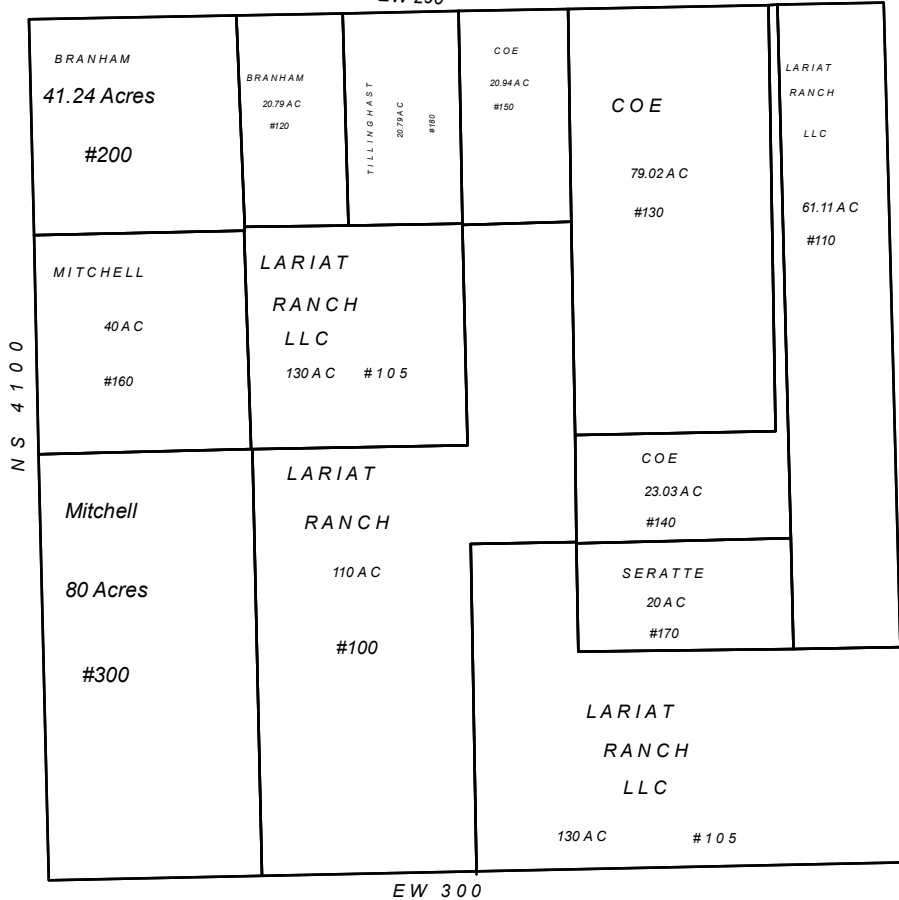 BRANHAM
41.24 Acres
#200
BRANHAM
20.79 AC
#120
TILLINGHAST
20.79 AC
#180
COE
20.94 AC
#150
COE
79.02 AC
#130
LARIAT
RANCH
LLC
61.11 AC
#110
MITCHELL
40 AC
#160
LARIAT
RANCH
LLC
130 AC #105
NS 4100
COE
23.03 AC
#140
Mitchell
80 Acres
#300
LARIAT
RANCH
110 AC
#100
SERATTE
20 AC
#170
LARIAT
RANCH
LLC
130 AC #105
EW 300